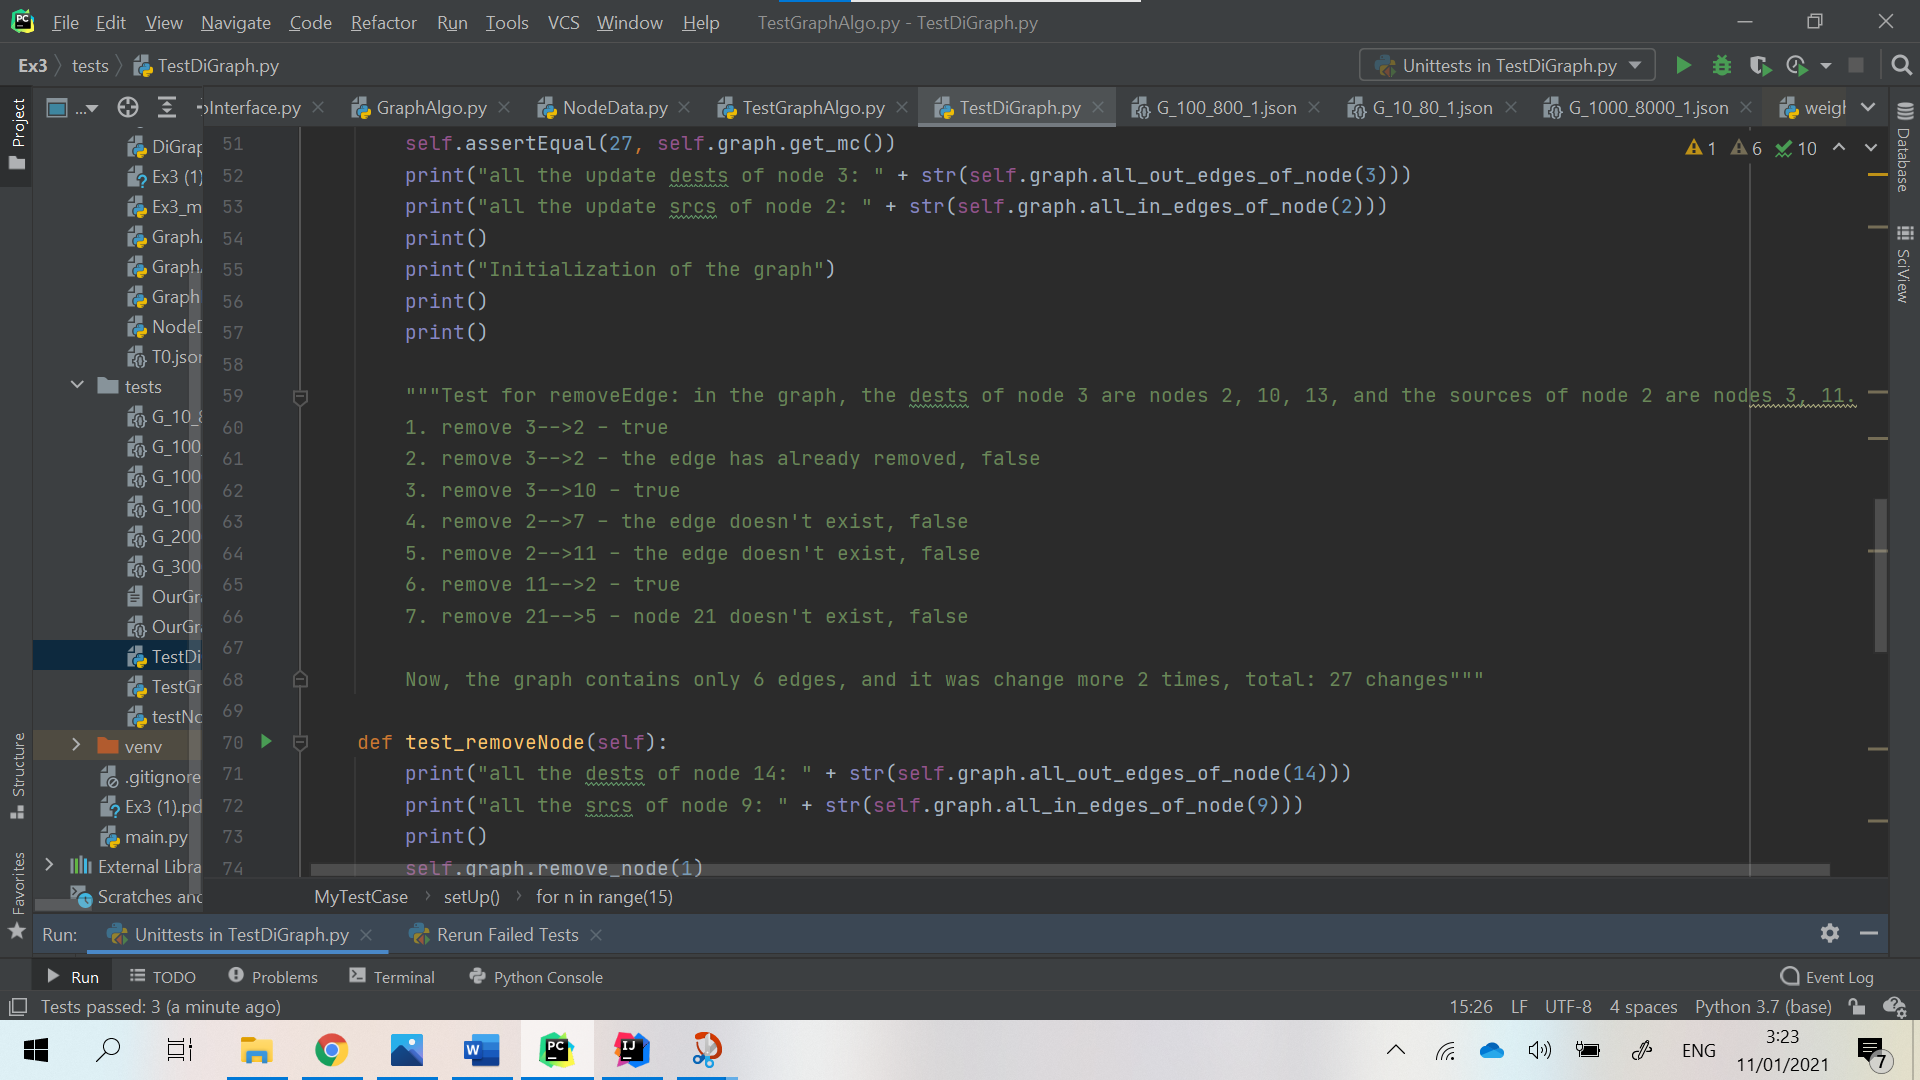 File Edit View Navigate Code Refactor Run Tools VCS Window Help TestGraphAlgo.py - TestDiGraph.py
Ex3 tests TestDiGraph.py Unittests in TestDiGraph.py
Project ... Interface.py GraphAlgo.py NodeData.py TestGraphAlgo.py TestDiGraph.py G_100_800_1.json G_10_80_1.json G_1000_8000_1.json weigh
DiGrap
Ex3 (1)
Ex3_m
Graph
Graph
Graph
NodeD
T0.json
tests
G_10_8
G_100
G_100
G_100
G_200
G_300
OurGra
OurGra
TestDi
TestGr
testNo
venv
.gitignore
Ex3 (1).pd
main.py
External Libra
Scratches and
1 6 10
51 self.assertEqual(27, self.graph.get_mc())
52 print("all the update dests of node 3: " + str(self.graph.all_out_edges_of_node(3)))
53 print("all the update srcs of node 2: " + str(self.graph.all_in_edges_of_node(2)))
54 print()
55 print("Initialization of the graph")
56 print()
57 print()
58
59 """Test for removeEdge: in the graph, the dests of node 3 are nodes 2, 10, 13, and the sources of node 2 are nodes 3, 11.
60 1. remove 3-->2 - true
61 2. remove 3-->2 - the edge has already removed, false
62 3. remove 3-->10 - true
63 4. remove 2-->7 - the edge doesn't exist, false
64 5. remove 2-->11 - the edge doesn't exist, false
65 6. remove 11-->2 - true
66 7. remove 21-->5 - node 21 doesn't exist, false
67
68 Now, the graph contains only 6 edges, and it was change more 2 times, total: 27 changes"""
69
70 def test_removeNode(self):
71 print("all the dests of node 14: " + str(self.graph.all_out_edges_of_node(14)))
72 print("all the srcs of node 9: " + str(self.graph.all_in_edges_of_node(9)))
73 print()
74 self.graph.remove_node(1)
Database
SciView
Structure
Favorites
MyTestCase setUp() for n in range(15)
Run: Unittests in TestDiGraph.py Rerun Failed Tests
Run TODO Problems Terminal Python Console Event Log
Tests passed: 3 (a minute ago) 15:26 LF UTF-8 4 spaces Python 3.7 (base)
W PC IJ ENG 3:23
11/01/2021 7